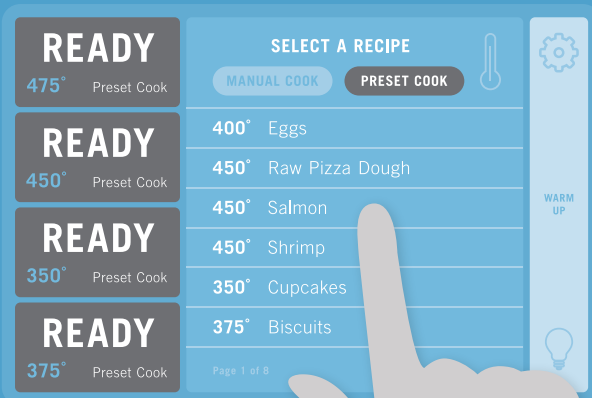 READY
475° Preset Cook
READY
450° Preset Cook
READY
350° Preset Cook
READY
375° Preset Cook
SELECT A RECIPE
MANUAL COOK PRESET COOK
400° Eggs
450° Raw Pizza Dough
450° Salmon
450° Shrimp
350° Cupcakes
375° Biscuits
Page 1 of 8
WARM
UP